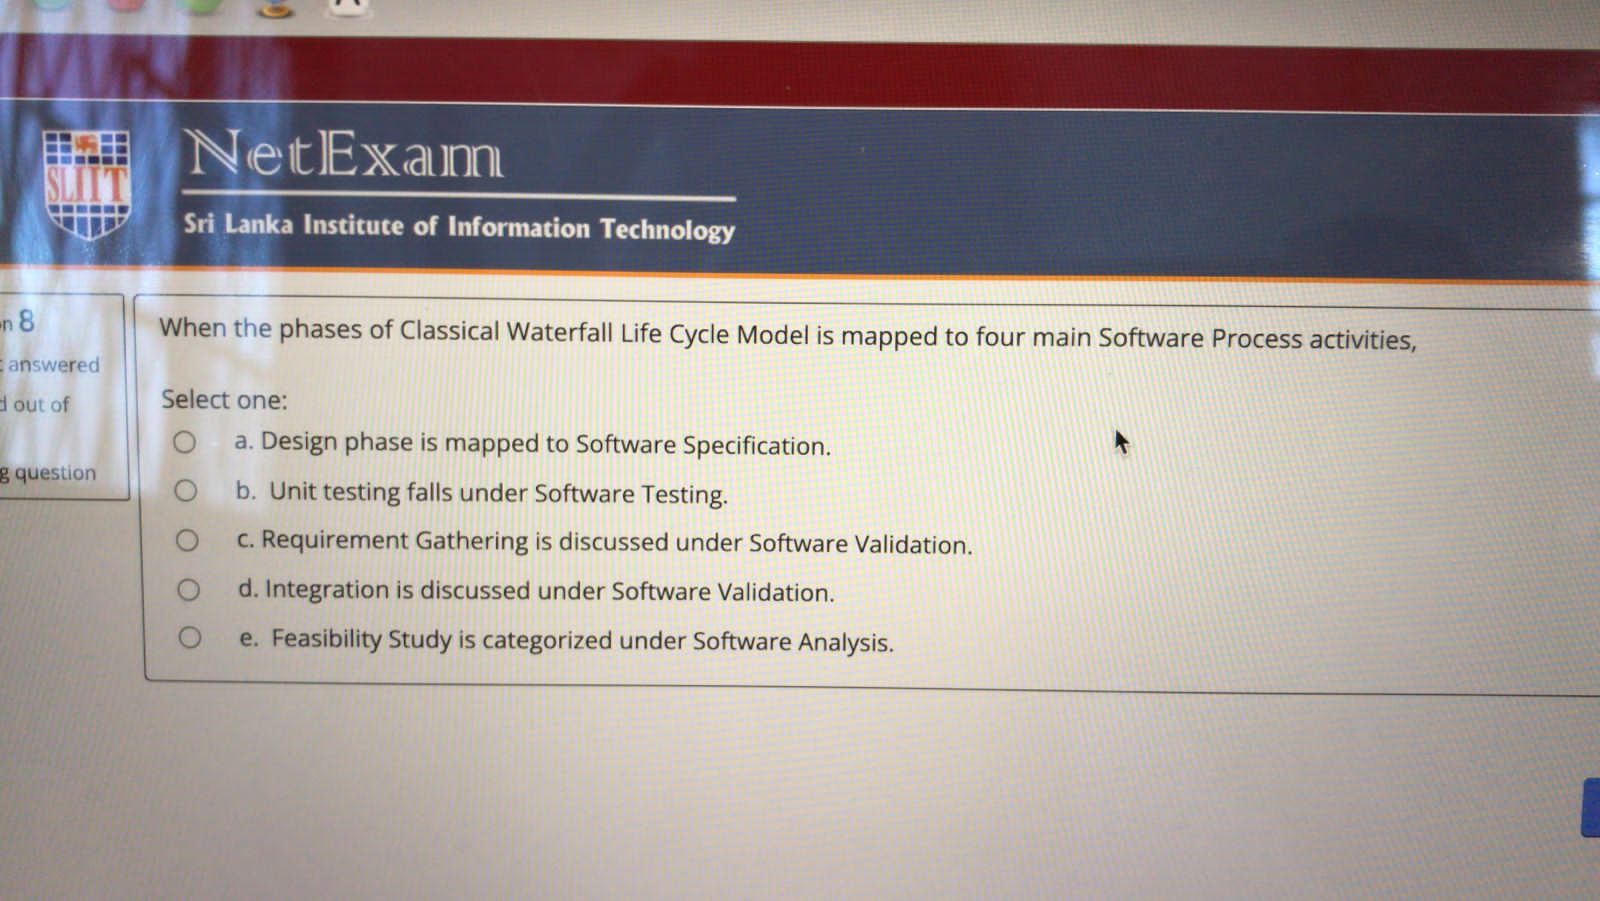 SLIIT
NetExam
Sri Lanka Institute of Information Technology
n 8
answered
out of
g question
When the phases of Classical Waterfall Life Cycle Model is mapped to four main Software Process activities,
Select one:
a. Design phase is mapped to Software Specification.
b. Unit testing falls under Software Testing.
c. Requirement Gathering is discussed under Software Validation.
d. Integration is discussed under Software Validation.
e. Feasibility Study is categorized under Software Analysis.